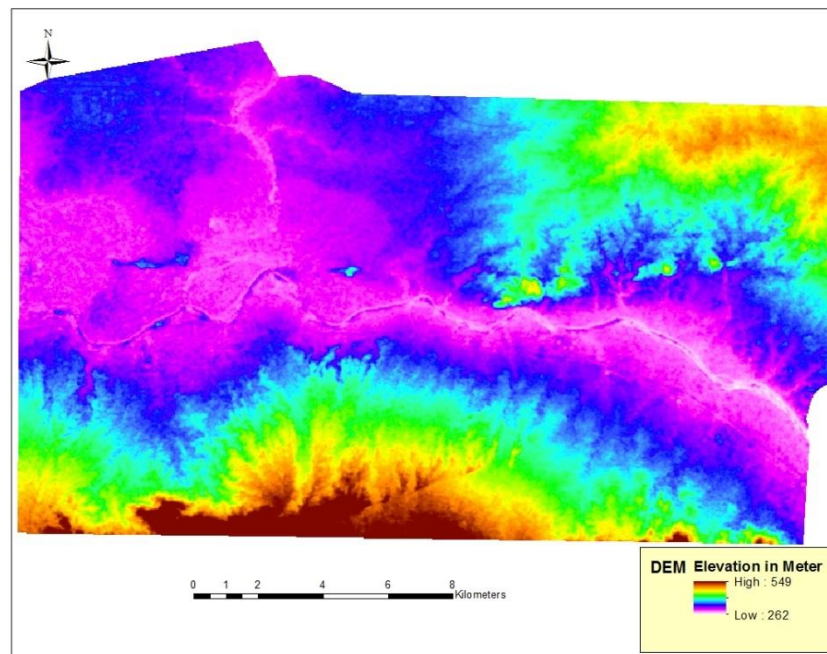 N
0 1 2 4 6 8
Kilometers
DEM Elevation in Meter
High : 549
Low : 262